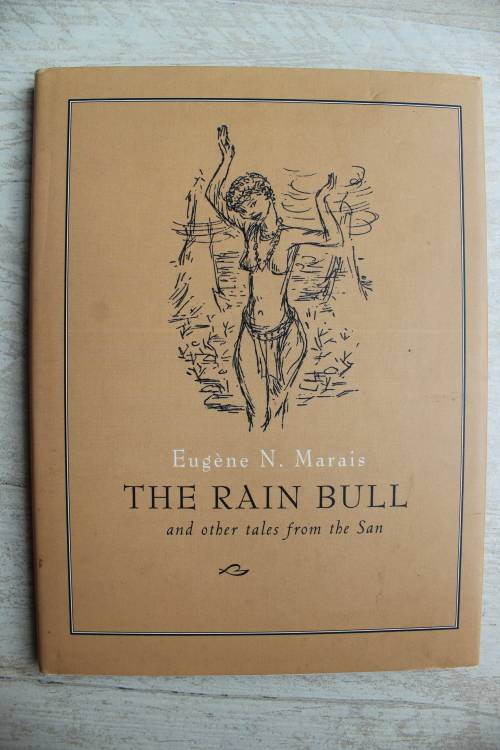 Eugène N. Marais
THE RAIN BULL
and other tales from the San